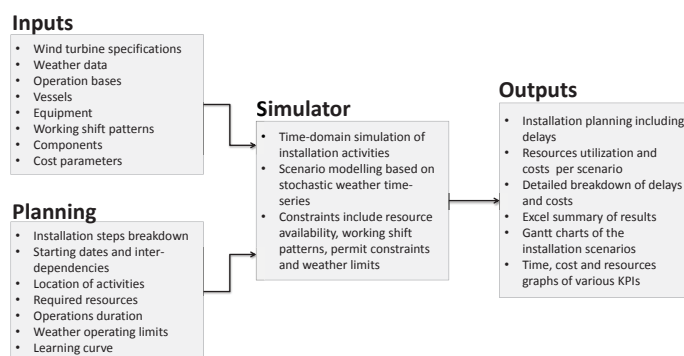 Inputs
• Wind turbine specifications
• Weather data
• Operation bases
• Vessels
• Equipment
• Working shift patterns
• Components
• Cost parameters
Planning
• Installation steps breakdown
• Starting dates and inter-
dependencies
• Location of activities
• Required resources
• Operations duration
• Weather operating limits
• Learning curve
Simulator
• Time-domain simulation of
installation activities
• Scenario modelling based on
stochastic weather time-
series
• Constraints include resource
availability, working shift
patterns, permit constraints
and weather limits
Outputs
• Installation planning including
delays
• Resources utilization and
costs per scenario
• Detailed breakdown of delays
and costs
• Excel summary of results
• Gantt charts of the
installation scenarios
• Time, cost and resources
graphs of various KPIs